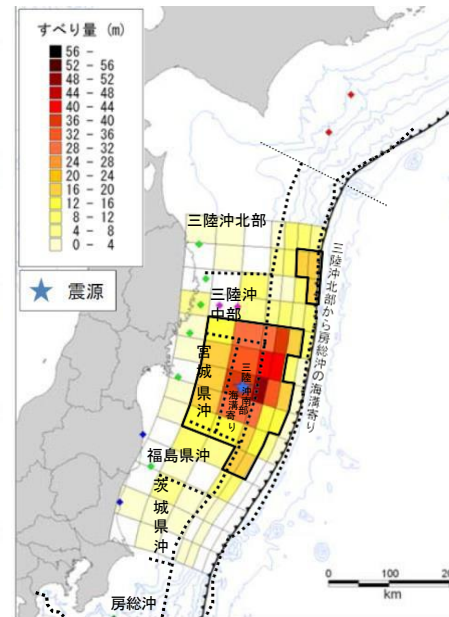 すべり量 (m)
56 -
52 - 56
48 - 52
44 - 48
40 - 44
36 - 40
32 - 36
28 - 32
24 - 28
20 - 24
16 - 20
12 - 16
8 - 12
4 - 8
0 - 4
震源
三陸沖北部
三陸沖
中部
三陸沖北部から房総沖の海溝寄り
宮城県沖
三陸沖南部
海溝寄り
福島県沖
茨城県沖
房総沖
0 100 20
km